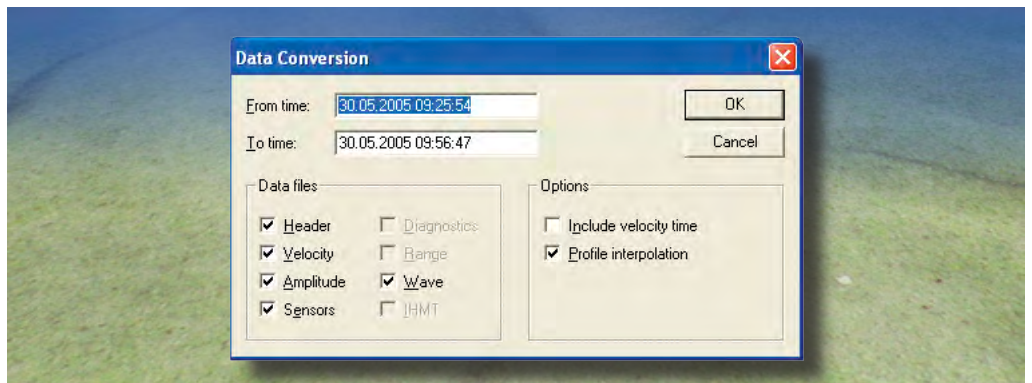 Data Conversion
From time: 30.05.2005 09:25:54 OK
To time: 30.05.2005 09:56:47 Cancel
Data files Options
Header Diagnostics Include velocity time
Velocity Range Profile interpolation
Amplitude Wave
Sensors IHMT